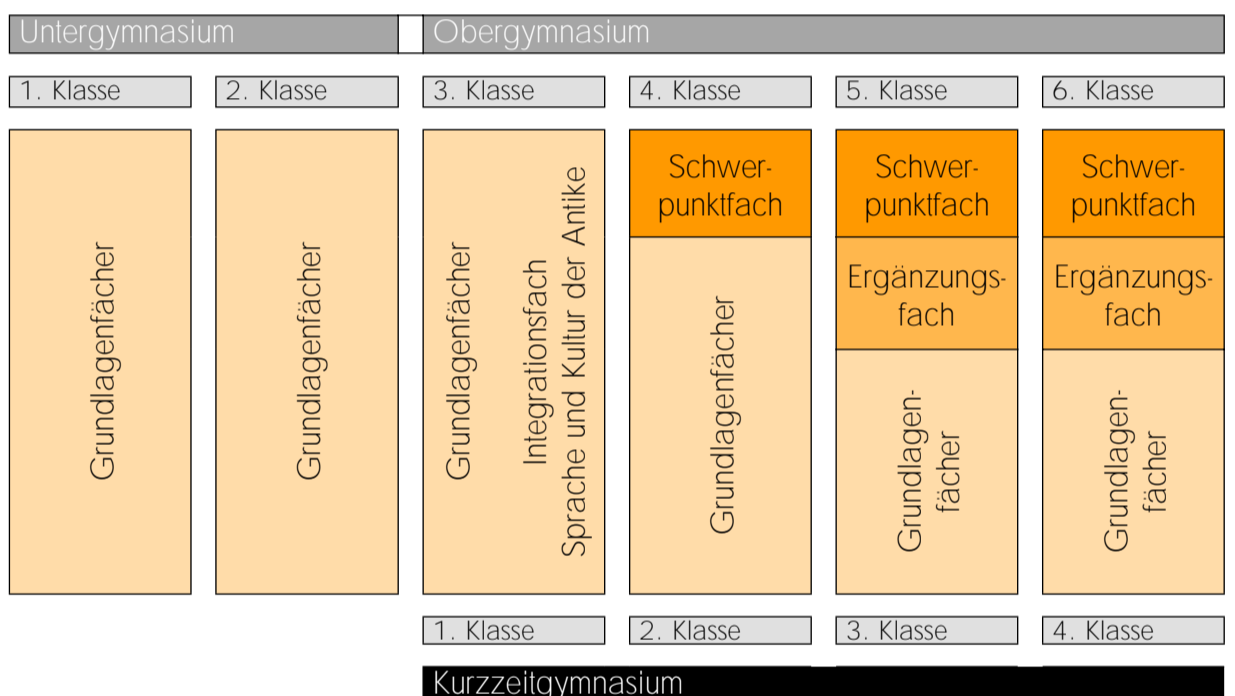 Untergymnasium
Obergymnasium
1. Klasse
2. Klasse
3. Klasse
4. Klasse
5. Klasse
6. Klasse
Grundlagenfächer
Grundlagenfächer
Grundlagenfächer
Integrationsfach
Sprache und Kultur der Antike
Schwer-
punktfach
Grundlagenfächer
Schwer-
punktfach
Ergänzungs-
fach
Grundlagen-
fächer
Schwer-
punktfach
Ergänzungs-
fach
Grundlagen-
fächer
1. Klasse
2. Klasse
3. Klasse
4. Klasse
Kurzzeitgymnasium